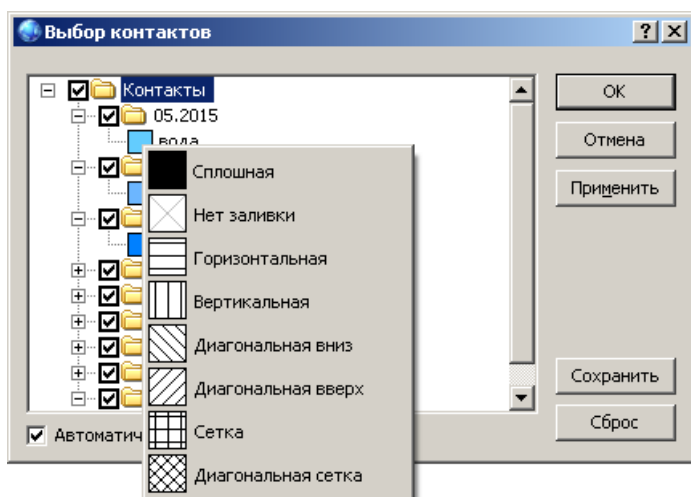 Выбор контактов
Контакты
05.2015
вода
Сплошная
Нет заливки
Горизонтальная
Вертикальная
Диагональная вниз
Диагональная вверх
Сетка
Диагональная сетка
Автоматич
ОК
Отмена
Применить
Сохранить
Сброс